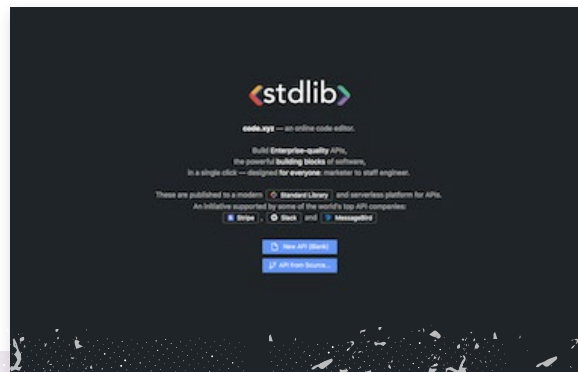 <stdlib>
code.xyz — an online code editor.
Build Enterprise-quality APIs,
the powerful building blocks of software,
in a single click — designed for everyone: marketer to staff engineer.
These are published to a modern Standard Library and serverless platform for APIs.
An initiative supported by some of the world's top API companies:
Stripe , Slack and MessageBird
New API (Blank)
API from Source...